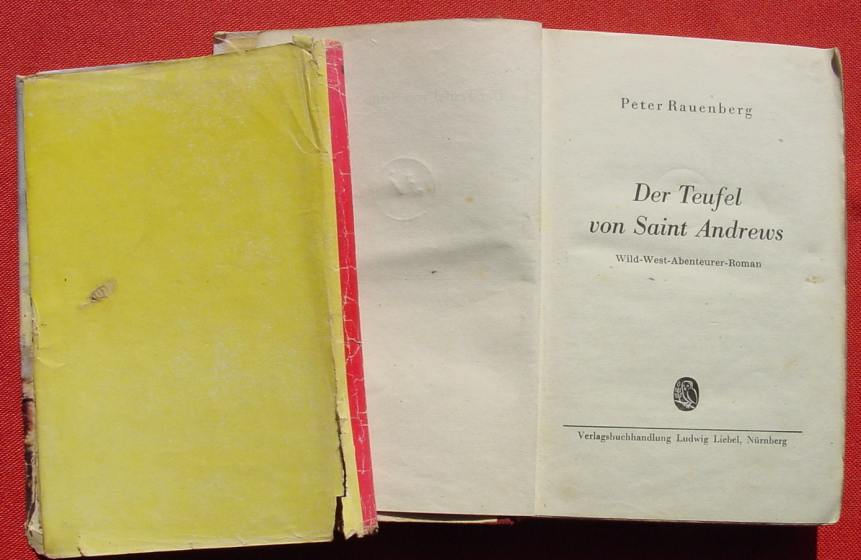 Peter Rauenberg
Der Teufel
von Saint Andrews
Wild-West-Abenteurer-Roman
Verlagsbuchhandlung Ludwig Liebel, Nürnberg